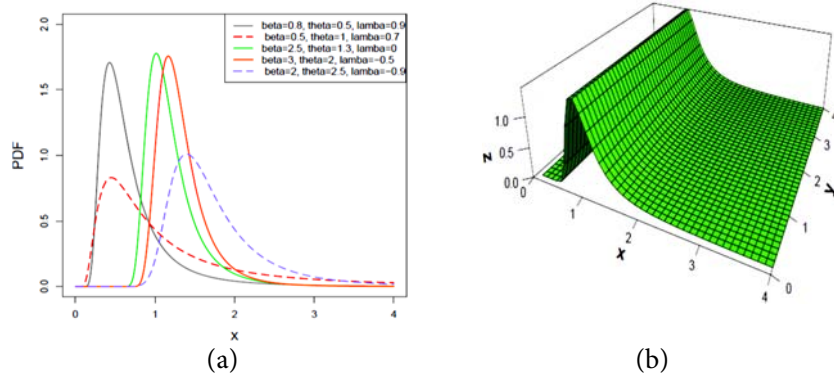 2.0
1.5
1.0
0.5
0.0
PDF
beta=0.8, theta=0.5, lamba=0.9
beta=0.5, theta=1, lamba=0.7
beta=2.5, theta=1.3, lamba=0
beta=3, theta=2, lamba=−0.5
beta=2, theta=2.5, lamba=−0.9
0 1 2 3 4
x
(a)
z
1.0
0.5
0.0
0
1
2
3
4
x
0
1
2
3
4
y
(b)